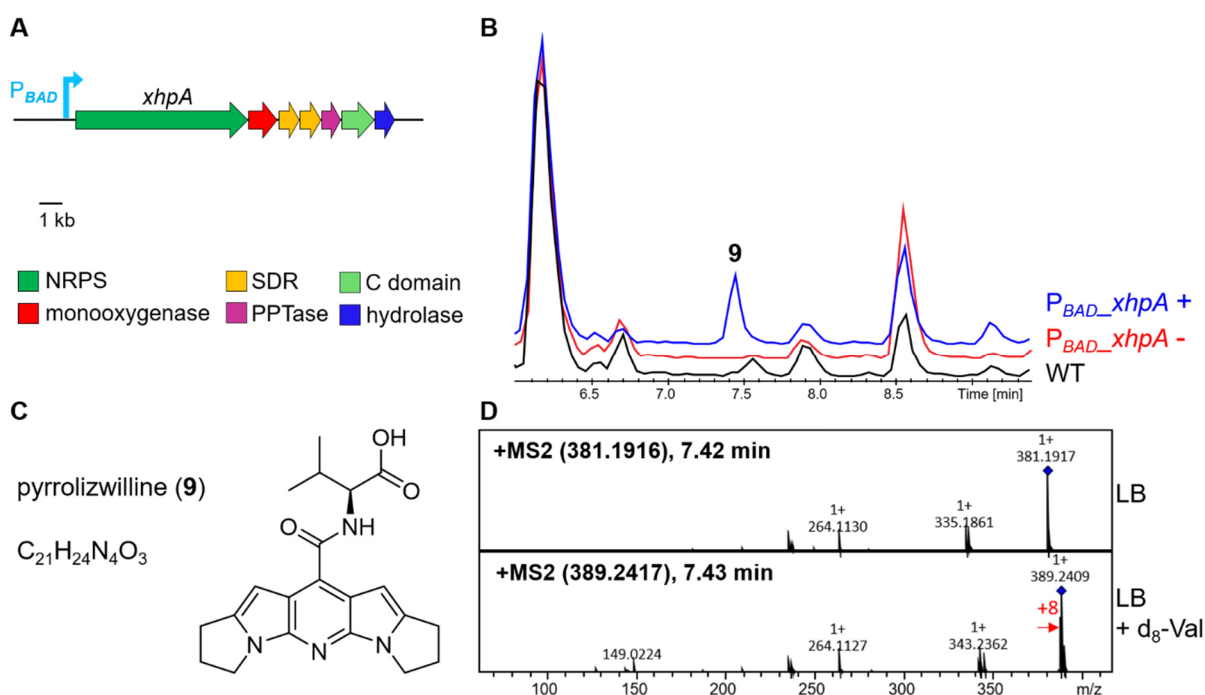 A
P_BAD
xhpA
1 kb
NRPS
SDR
C domain
monooxygenase
PPTase
hydrolase
B
9
P_BAD_xhpA +
P_BAD_xhpA -
WT
6.5 7.0 7.5 8.0 8.5 Time [min]
C
pyrrolizwilline (9)
C₂₁H₂₄N₄O₃
OH
O
NH
O
N N N
D
+MS2 (381.1916), 7.42 min
1+
381.1917
1+
264.1130
1+
335.1861
LB
+MS2 (389.2417), 7.43 min
1+
389.2409
+8
149.0224
1+
264.1127
1+
343.2362
LB
+ d₈-Val
100 150 200 250 300 350 m/z